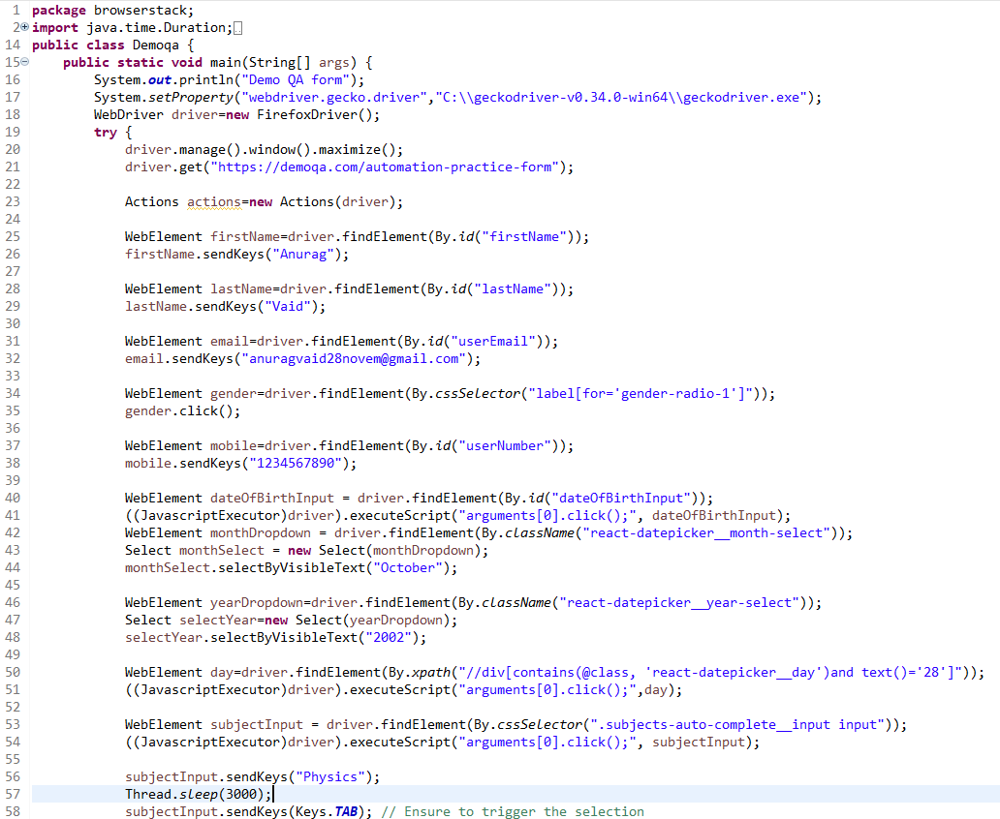 1 package browserstack;
2 import java.time.Duration;
14 public class Demoqa {
15 public static void main(String[] args) {
16 System.out.println("Demo QA form");
17 System.setProperty("webdriver.gecko.driver","C:\\geckodriver-v0.34.0-win64\\geckodriver.exe");
18 WebDriver driver=new FirefoxDriver();
19 try {
20 driver.manage().window().maximize();
21 driver.get("https://demoqa.com/automation-practice-form");
22
23 Actions actions=new Actions(driver);
24
25 WebElement firstName=driver.findElement(By.id("firstName"));
26 firstName.sendKeys("Anurag");
27
28 WebElement lastName=driver.findElement(By.id("lastName"));
29 lastName.sendKeys("Vaid");
30
31 WebElement email=driver.findElement(By.id("userEmail"));
32 email.sendKeys("anuragvaid28novem@gmail.com");
33
34 WebElement gender=driver.findElement(By.cssSelector("label[for='gender-radio-1']"));
35 gender.click();
36
37 WebElement mobile=driver.findElement(By.id("userNumber"));
38 mobile.sendKeys("1234567890");
39
40 WebElement dateOfBirthInput = driver.findElement(By.id("dateOfBirthInput"));
41 ((JavascriptExecutor)driver).executeScript("arguments[0].click();", dateOfBirthInput);
42 WebElement monthDropdown = driver.findElement(By.className("react-datepicker__month-select"));
43 Select monthSelect = new Select(monthDropdown);
44 monthSelect.selectByVisibleText("October");
45
46 WebElement yearDropdown=driver.findElement(By.className("react-datepicker__year-select"));
47 Select selectYear=new Select(yearDropdown);
48 selectYear.selectByVisibleText("2002");
49
50 WebElement day=driver.findElement(By.xpath("//div[contains(@class, 'react-datepicker__day')and text()='28']"));
51 ((JavascriptExecutor)driver).executeScript("arguments[0].click();",day);
52
53 WebElement subjectInput = driver.findElement(By.cssSelector(".subjects-auto-complete__input input"));
54 ((JavascriptExecutor)driver).executeScript("arguments[0].click();", subjectInput);
55
56 subjectInput.sendKeys("Physics");
57 Thread.sleep(3000);
58 subjectInput.sendKeys(Keys.TAB); // Ensure to trigger the selection